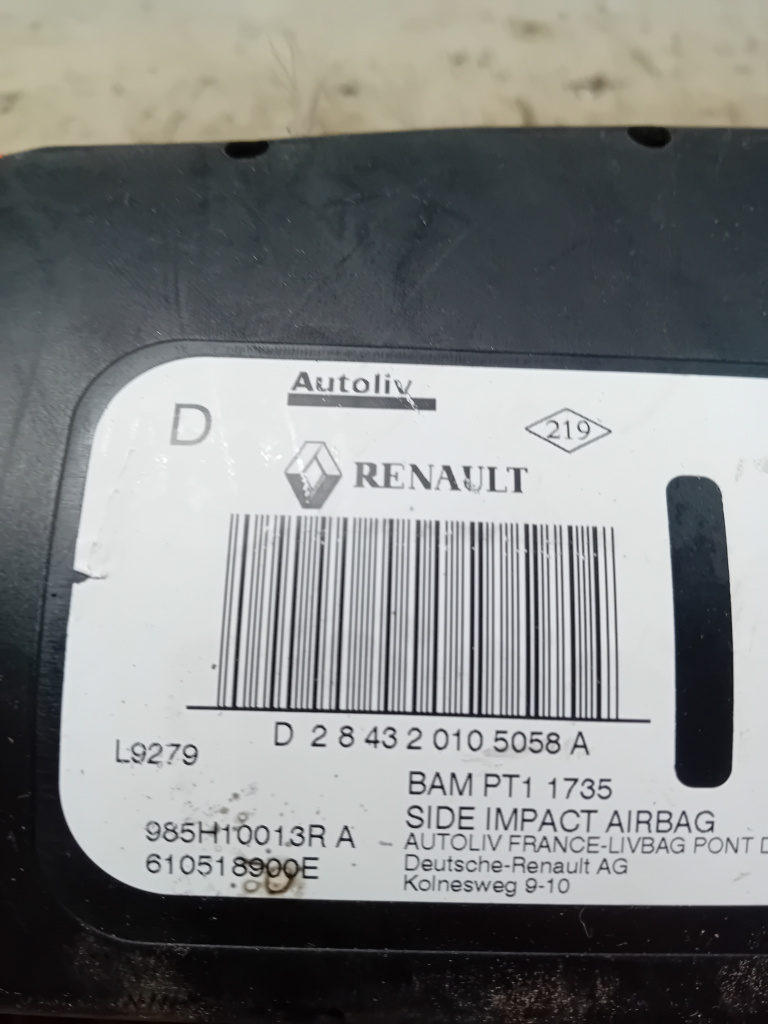 Autoliv
D
219
RENAULT
D 2 8 43 2 010 5058 A
L9279
BAM PT1 1735
SIDE IMPACT AIRBAG
985H10013R A
AUTOLIV FRANCE-LIVBAG PONT
610518900E
Deutsche-Renault AG
Kolnesweg 9-10